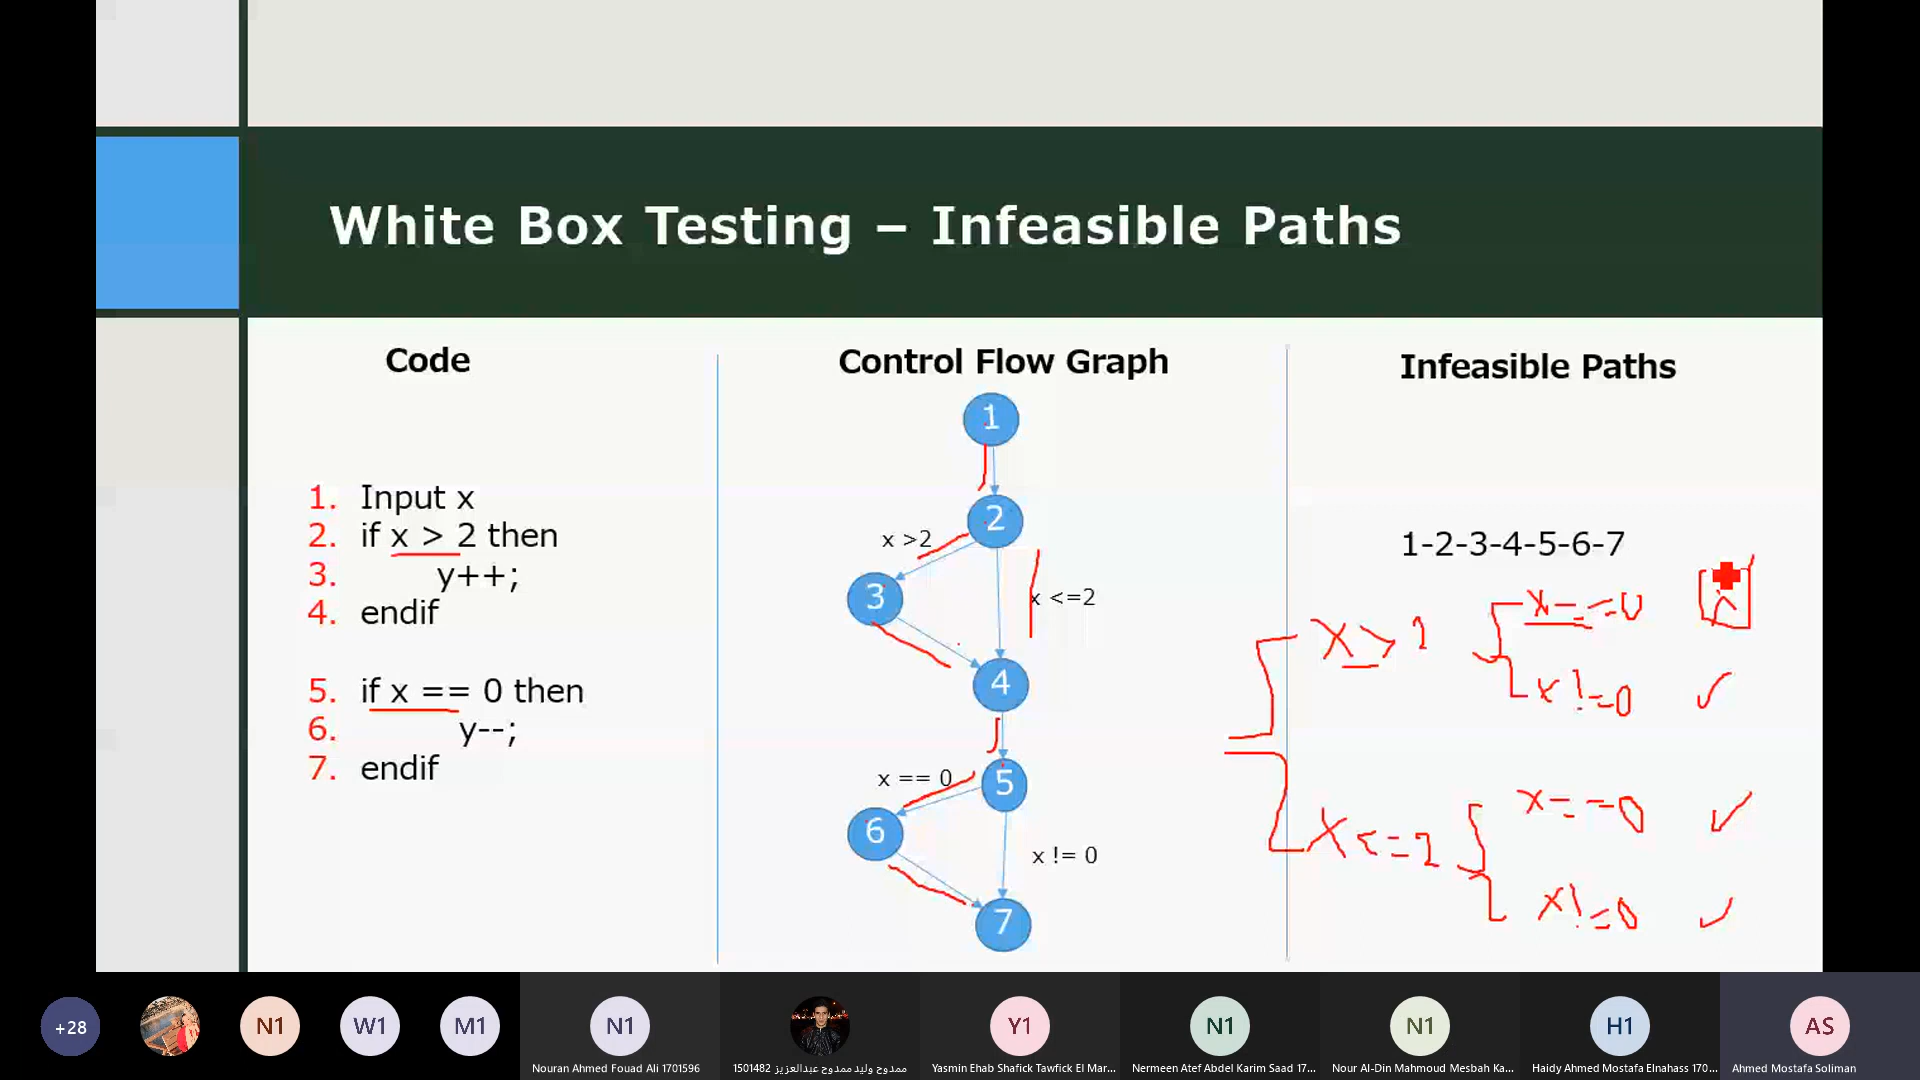 White Box Testing – Infeasible Paths
Code
1. Input x
2. if x > 2 then
3. y++;
4. endif
5. if x == 0 then
6. y--;
7. endif
Control Flow Graph
1
2
x >2
3
x <=2
4
x == 0
5
6
x != 0
7
Infeasible Paths
1-2-3-4-5-6-7
x==0
x > 2
x!=0
x==0
x<=2
x!=0
+28
N1
W1
M1
N1
Y1
N1
N1
H1
AS
Nouran Ahmed Fouad Ali 1701596
ممدوح وليد ممدوح عبدالعزيز 1501482
Yasmin Ehab Shafick Tawfick El Mar...
Nermeen Atef Abdel Karim Saad 17...
Nour Al-Din Mahmoud Mesbah Ka...
Haidy Ahmed Mostafa Elnahass 170...
Ahmed Mostafa Soliman